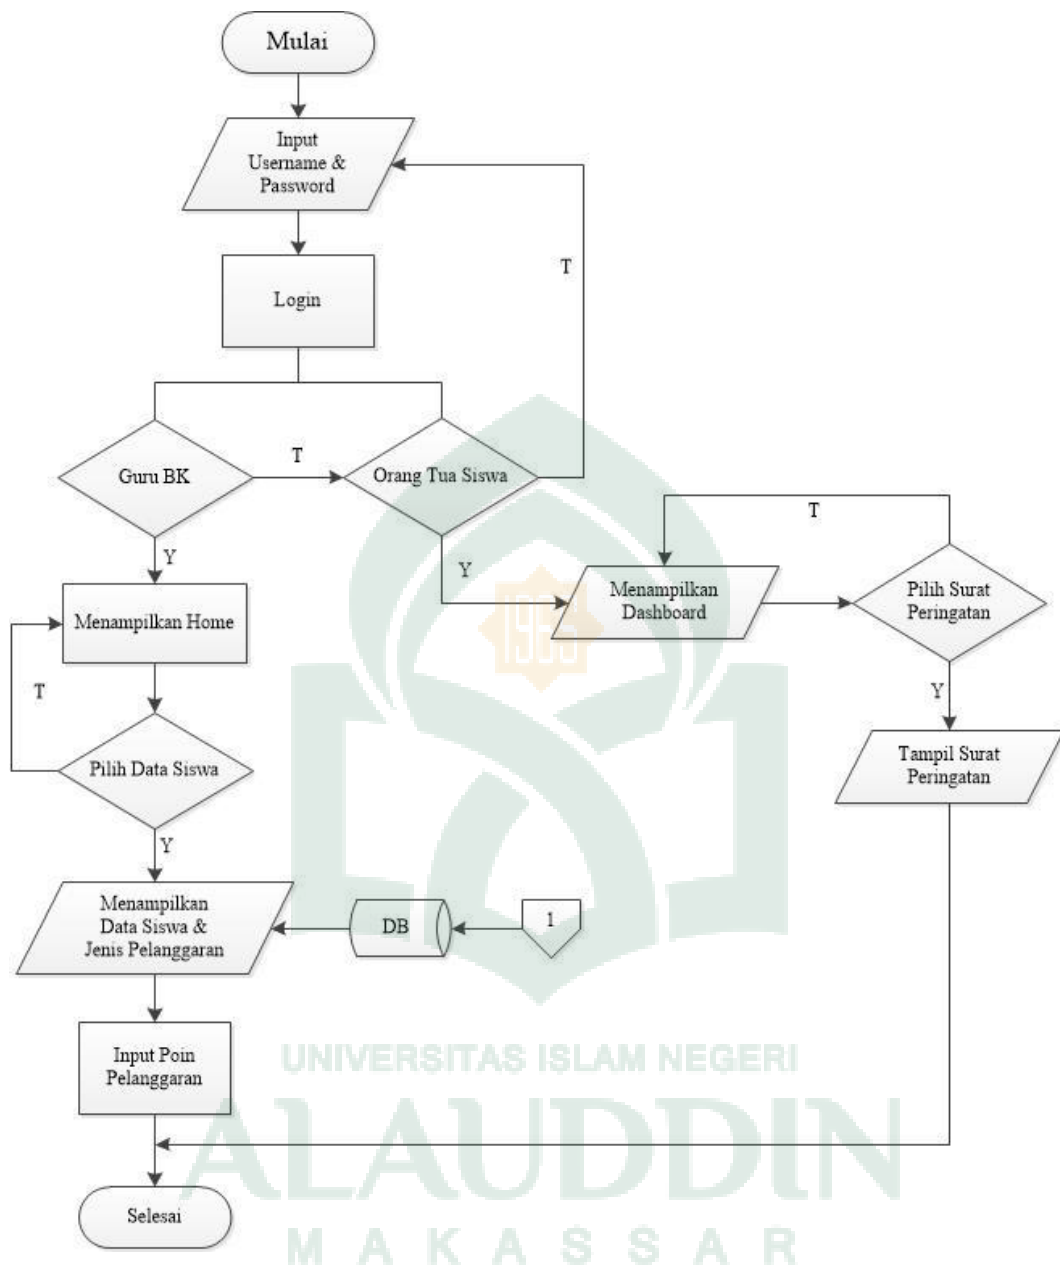 Mulai
Input
Username &
Password
T
Login
Guru BK
T
Orang Tua Siswa
T
Y
Y
Menampilkan
Dashboard
Pilih Surat
Peringatan
Menampilkan Home
1965
T
Y
Pilih Data Siswa
Tampil Surat
Peringatan
Y
Menampilkan
Data Siswa &
Jenis Pelanggaran
DB
1
Input Poin
Pelanggaran
UNIVERSITAS ISLAM NEGERI
ALAUDDIN
Selesai
MAKASSAR